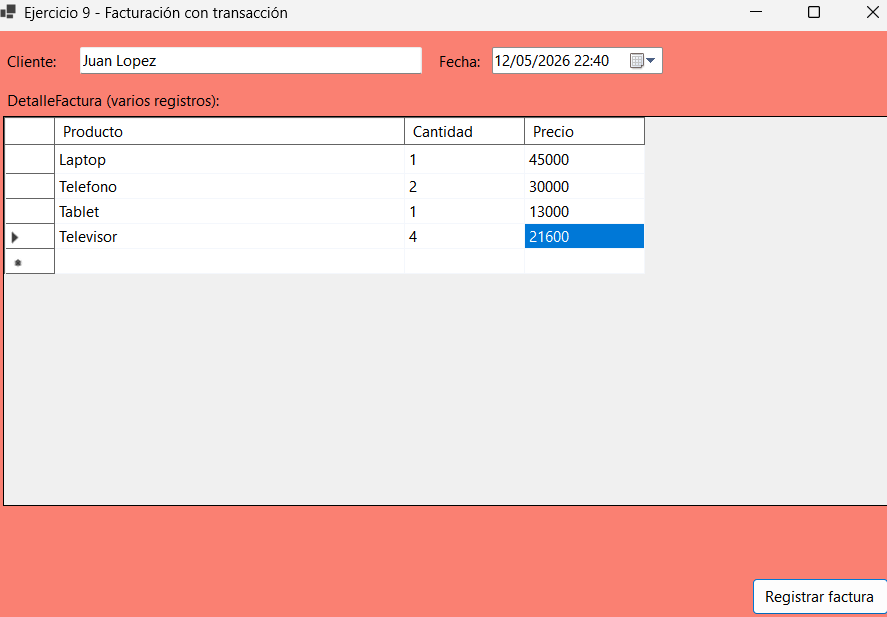 Ejercicio 9 - Facturación con transacción
Cliente: Juan Lopez Fecha: 12/05/2026 22:40
DetalleFactura (varios registros):
Producto Cantidad Precio
Laptop 1 45000
Telefono 2 30000
Tablet 1 13000
Televisor 4 21600
Registrar factura